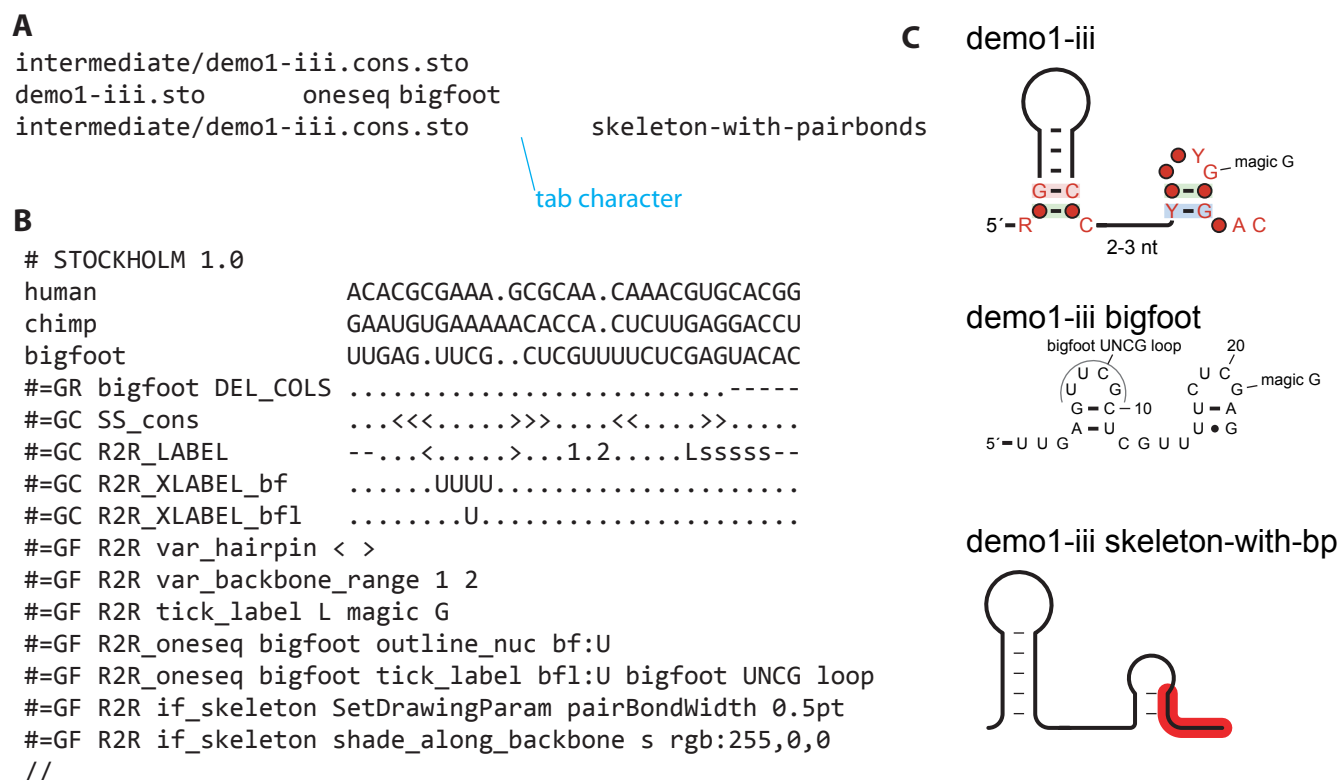 A
intermediate/demo1-iii.cons.sto
demo1-iii.sto oneseq bigfoot
intermediate/demo1-iii.cons.sto skeleton-with-pairbonds
tab character
B
# STOCKHOLM 1.0
human ACACGCGAAA.GCGCAA.CAAACGUGCACGG
chimp GAAUGUGAAAAACACCA.CUCUUGAGGACCU
bigfoot UUGAG.UUCG..CUCGUUUUCUCGAGUACAC
#=GR bigfoot DEL_COLS ..........................-----
#=GC SS_cons ...<<<.....>>>....<<....>>.....
#=GC R2R_LABEL --...<.....>...1.2.....Lsssss--
#=GC R2R_XLABEL_bf ......UUUU.....................
#=GC R2R_XLABEL_bfl ........U......................
#=GF R2R var_hairpin < >
#=GF R2R var_backbone_range 1 2
#=GF R2R tick_label L magic G
#=GF R2R_oneseq bigfoot outline_nuc bf:U
#=GF R2R_oneseq bigfoot tick_label bfl:U bigfoot UNCG loop
#=GF R2R if_skeleton SetDrawingParam pairBondWidth 0.5pt
#=GF R2R if_skeleton shade_along_backbone s rgb:255,0,0
//
C
demo1-iii
Y
G magic G
G C
Y G
5´ R C
A C
2-3 nt
demo1-iii bigfoot
bigfoot UNCG loop 20
U C U C
U G C G magic G
G C 10 U A
A U U G
5´ U U G C G U U
demo1-iii skeleton-with-bp